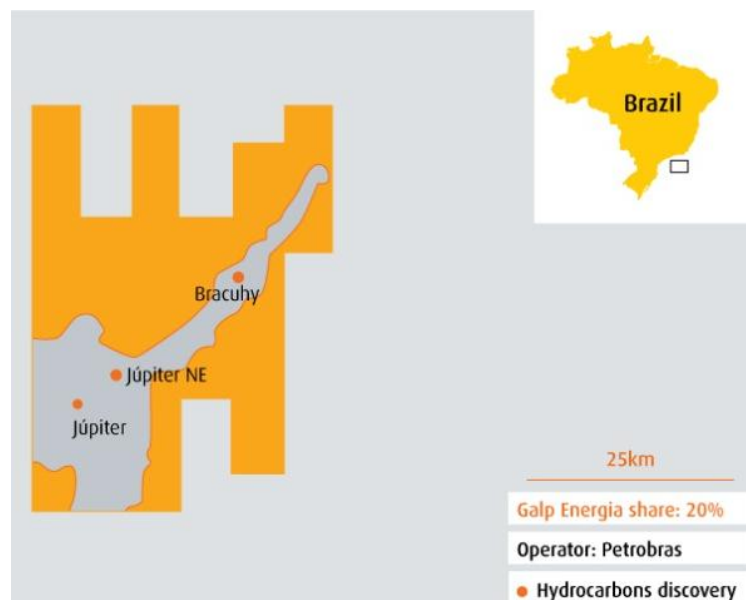 Brazil
Bracuhy
Júpiter NE
Júpiter
25km
Galp Energia share: 20%
Operator: Petrobras
Hydrocarbons discovery